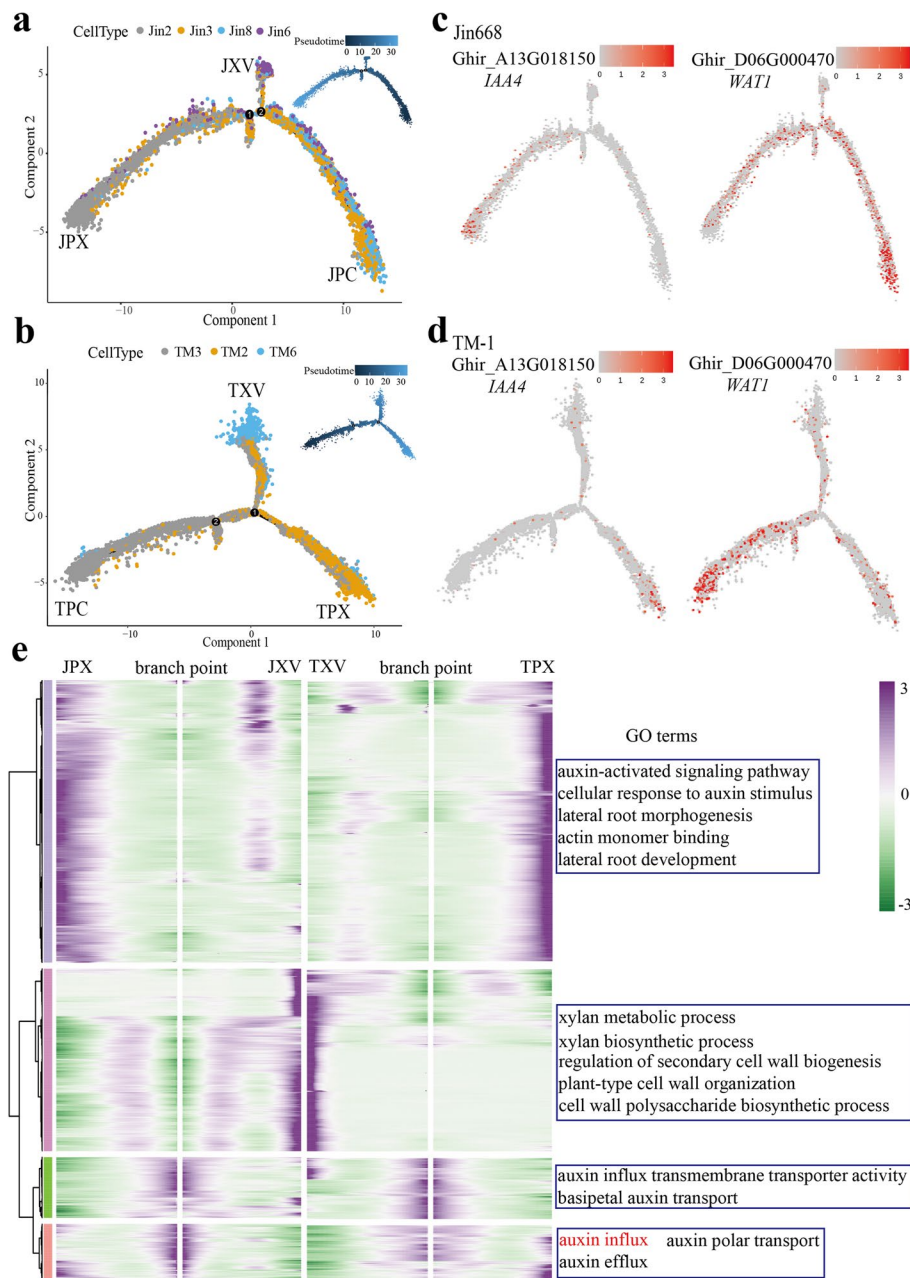 a
CellType Jin2 Jin3 Jin8 Jin6
Pseudotime 0 10 20 30
JXV
5
2
−5
Component 2
1 2
JPX
JPC
−10 0 10
Component 1
b
CellType TM3 TM2 TM6
Pseudotime
0 10 20 30
TXV
10
5
0
−5
Component 2
2 1
TPC
TPX
−10 0 10
Component 1
c
Jin668
Ghir_A13G018150
IAA4
0 1 2 3
Ghir_D06G000470
WAT1
0 1 2 3
d
TM-1
Ghir_A13G018150
IAA4
0 1 2 3
Ghir_D06G000470
WAT1
0 1 2 3
e
JPX branch point JXV TXV branch point TPX
3
0
-3
GO terms
auxin-activated signaling pathway
cellular response to auxin stimulus
lateral root morphogenesis
actin monomer binding
lateral root development
xylan metabolic process
xylan biosynthetic process
regulation of secondary cell wall biogenesis
plant-type cell wall organization
cell wall polysaccharide biosynthetic process
auxin influx transmembrane transporter activity
basipetal auxin transport
auxin influx auxin polar transport
auxin efflux